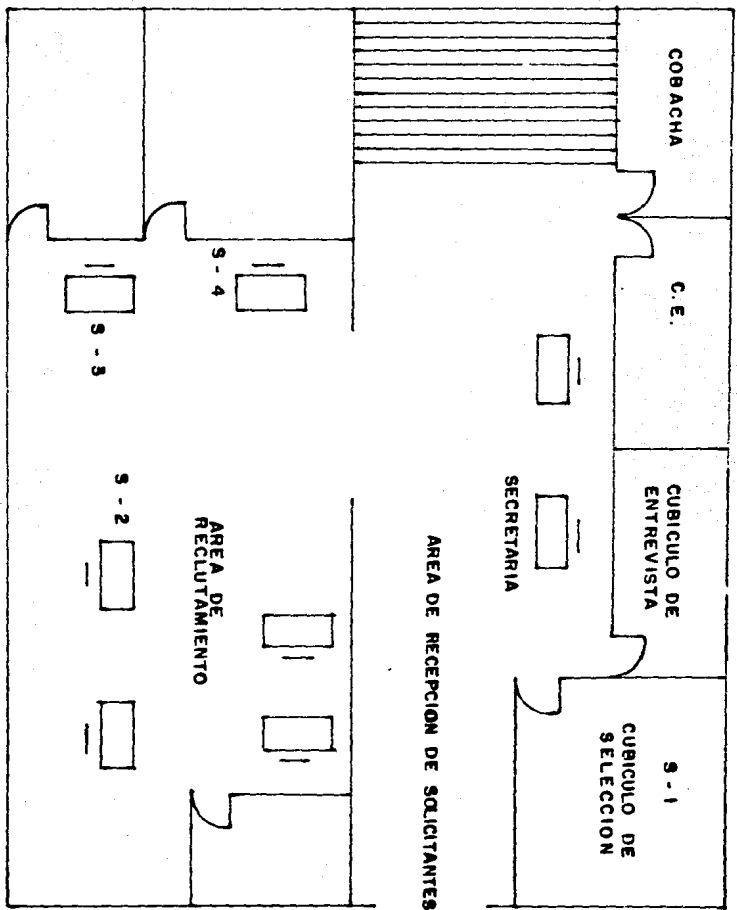 COBACHA
C.E.
CUBICULO DE
ENTREVISTA
S-1
CUBICULO DE
SELECCION
SECRETARIA
AREA DE RECEPCION DE SOLICITANTES
S-4
S-3
S-2
AREA DE
RECLUTAMIENTO